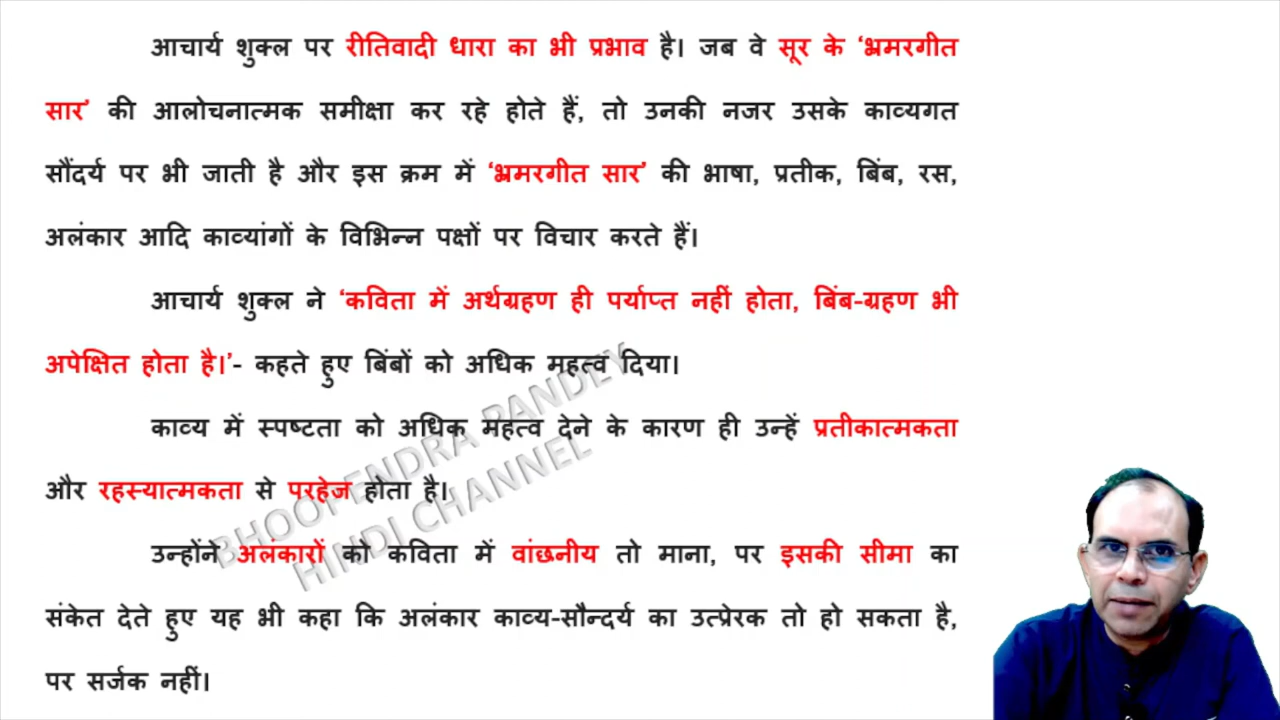 आचार्य शुक्ल पर रीतिवादी धारा का भी प्रभाव है। जब वे सूर के ‘भ्रमरगीत
सार’ की आलोचनात्मक समीक्षा कर रहे होते हैं, तो उनकी नजर उसके काव्यगत
सौंदर्य पर भी जाती है और इस क्रम में ‘भ्रमरगीत सार’ की भाषा, प्रतीक, बिंब, रस,
अलंकार आदि काव्यांगों के विभिन्न पक्षों पर विचार करते हैं।
आचार्य शुक्ल ने ‘कविता में अर्थग्रहण ही पर्याप्त नहीं होता, बिंब-ग्रहण भी
अपेक्षित होता है।’- कहते हुए बिंबों को अधिक महत्व दिया।
काव्य में स्पष्टता को अधिक महत्व देने के कारण ही उन्हें प्रतीकात्मकता
और रहस्यात्मकता से परहेज होता है।
उन्होंने अलंकारों को कविता में वांछनीय तो माना, पर इसकी सीमा का
संकेत देते हुए यह भी कहा कि अलंकार काव्य-सौन्दर्य का उत्प्रेरक तो हो सकता है,
पर सर्जक नहीं।
BHOOPENDRA PANDEY
HINDI CHANNEL